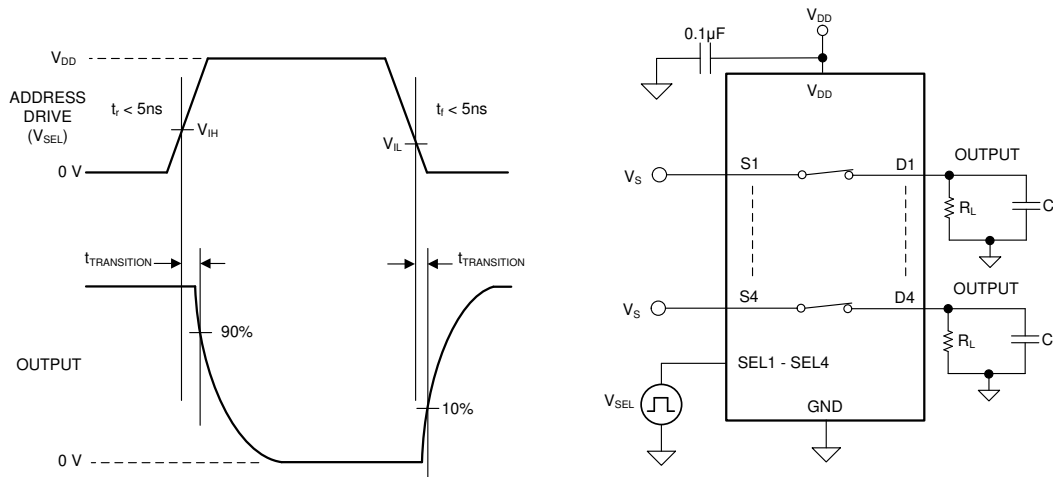 V_DD
ADDRESS
DRIVE
(V_SEL)
t_r < 5ns
V_IH
t_f < 5ns
V_IL
0 V
t_TRANSITION
t_TRANSITION
90%
OUTPUT
10%
0 V
V_DD
0.1µF
V_DD
OUTPUT
V_S
S1
D1
R_L
C
OUTPUT
V_S
S4
D4
R_L
C
SEL1 - SEL4
V_SEL
GND